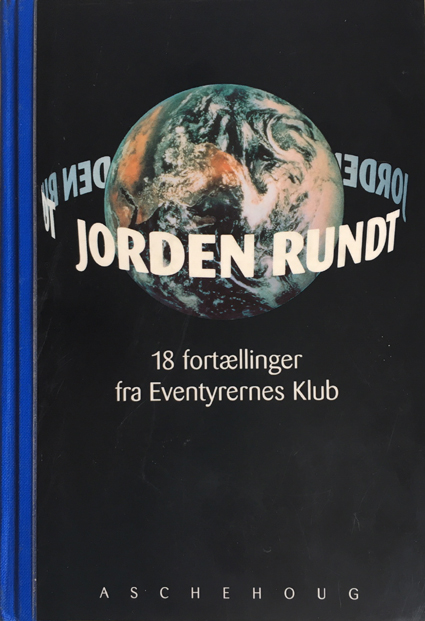 JORDEN RUNDT
18 fortællinger
fra Eventyrernes Klub
ASCHEHOUG